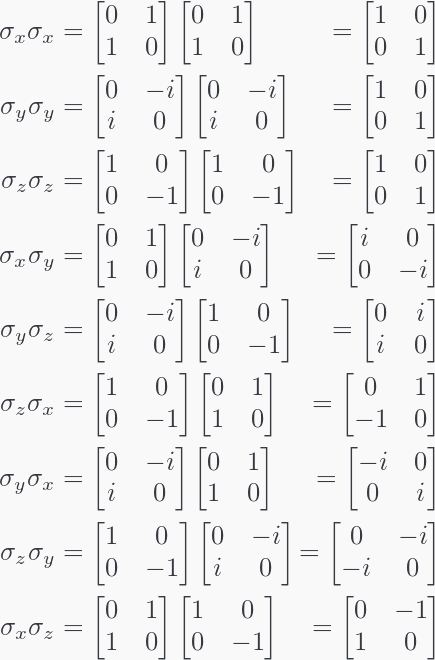 $\sigma_x \sigma_x = \begin{bmatrix} 0 & 1 \\ 1 & 0 \end{bmatrix} \begin{bmatrix} 0 & 1 \\ 1 & 0 \end{bmatrix} = \begin{bmatrix} 1 & 0 \\ 0 & 1 \end{bmatrix}$
$\sigma_y \sigma_y = \begin{bmatrix} 0 & -i \\ i & 0 \end{bmatrix} \begin{bmatrix} 0 & -i \\ i & 0 \end{bmatrix} = \begin{bmatrix} 1 & 0 \\ 0 & 1 \end{bmatrix}$
$\sigma_z \sigma_z = \begin{bmatrix} 1 & 0 \\ 0 & -1 \end{bmatrix} \begin{bmatrix} 1 & 0 \\ 0 & -1 \end{bmatrix} = \begin{bmatrix} 1 & 0 \\ 0 & 1 \end{bmatrix}$
$\sigma_x \sigma_y = \begin{bmatrix} 0 & 1 \\ 1 & 0 \end{bmatrix} \begin{bmatrix} 0 & -i \\ i & 0 \end{bmatrix} = \begin{bmatrix} i & 0 \\ 0 & -i \end{bmatrix}$
$\sigma_y \sigma_z = \begin{bmatrix} 0 & -i \\ i & 0 \end{bmatrix} \begin{bmatrix} 1 & 0 \\ 0 & -1 \end{bmatrix} = \begin{bmatrix} 0 & i \\ i & 0 \end{bmatrix}$
$\sigma_z \sigma_x = \begin{bmatrix} 1 & 0 \\ 0 & -1 \end{bmatrix} \begin{bmatrix} 0 & 1 \\ 1 & 0 \end{bmatrix} = \begin{bmatrix} 0 & 1 \\ -1 & 0 \end{bmatrix}$
$\sigma_y \sigma_x = \begin{bmatrix} 0 & -i \\ i & 0 \end{bmatrix} \begin{bmatrix} 0 & 1 \\ 1 & 0 \end{bmatrix} = \begin{bmatrix} -i & 0 \\ 0 & i \end{bmatrix}$
$\sigma_z \sigma_y = \begin{bmatrix} 1 & 0 \\ 0 & -1 \end{bmatrix} \begin{bmatrix} 0 & -i \\ i & 0 \end{bmatrix} = \begin{bmatrix} 0 & -i \\ -i & 0 \end{bmatrix}$
$\sigma_x \sigma_z = \begin{bmatrix} 0 & 1 \\ 1 & 0 \end{bmatrix} \begin{bmatrix} 1 & 0 \\ 0 & -1 \end{bmatrix} = \begin{bmatrix} 0 & -1 \\ 1 & 0 \end{bmatrix}$